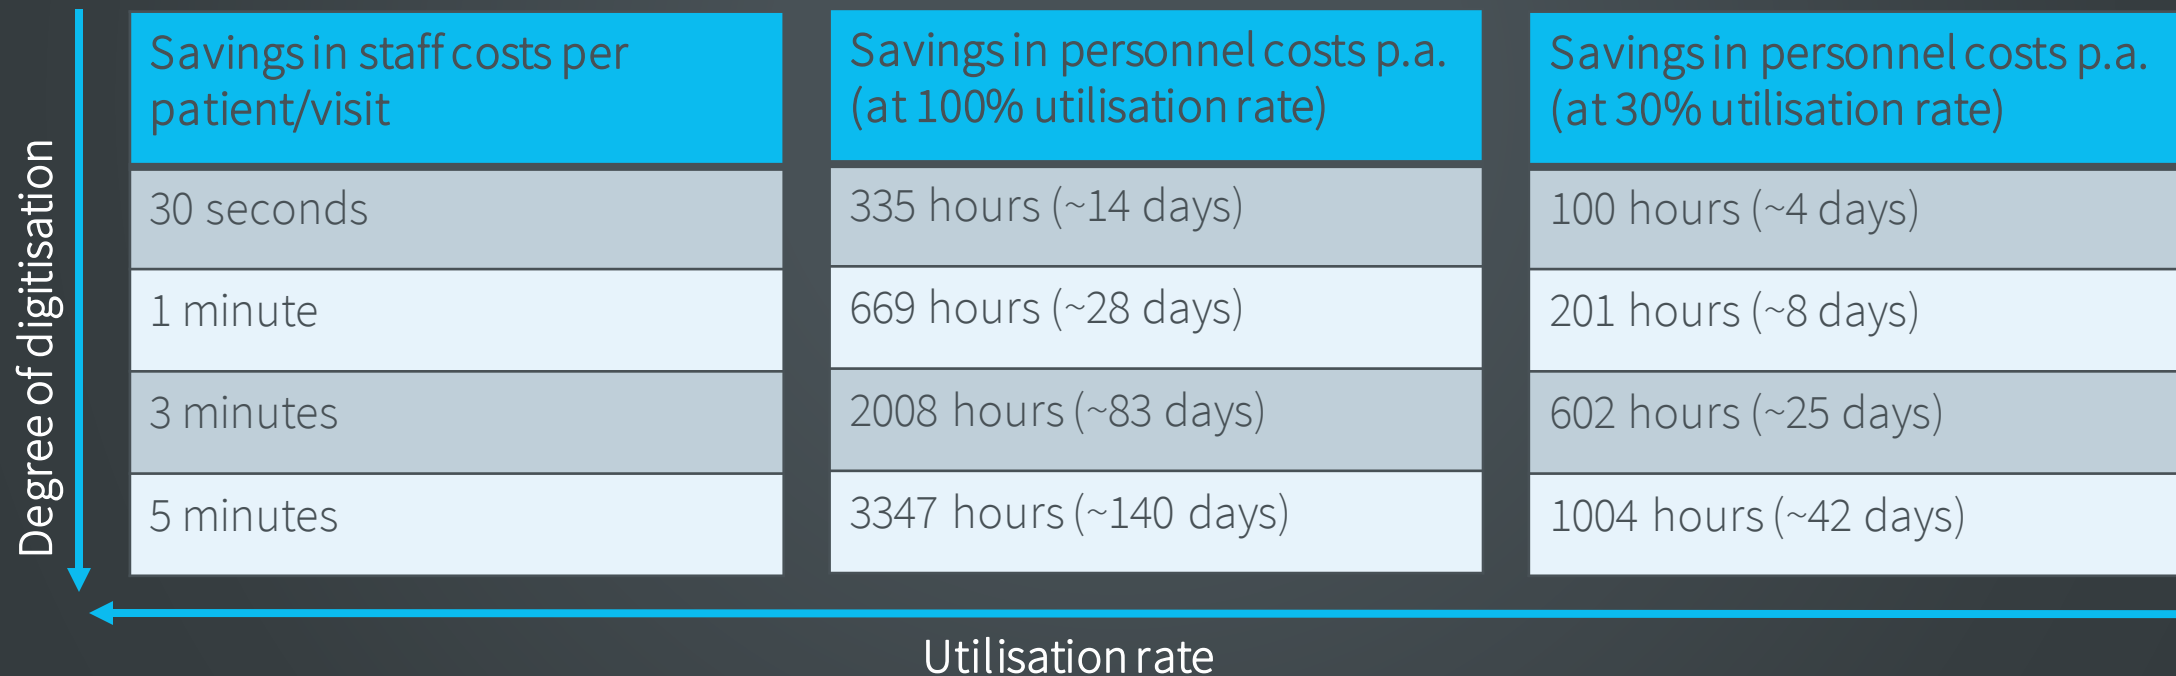 Degree of digitisation
Savings in staff costs per
patient/visit
Savings in personnel costs p.a.
(at 100% utilisation rate)
Savings in personnel costs p.a.
(at 30% utilisation rate)
30 seconds
335 hours (~14 days)
100 hours (~4 days)
1 minute
669 hours (~28 days)
201 hours (~8 days)
3 minutes
2008 hours (~83 days)
602 hours (~25 days)
5 minutes
3347 hours (~140 days)
1004 hours (~42 days)
Utilisation rate